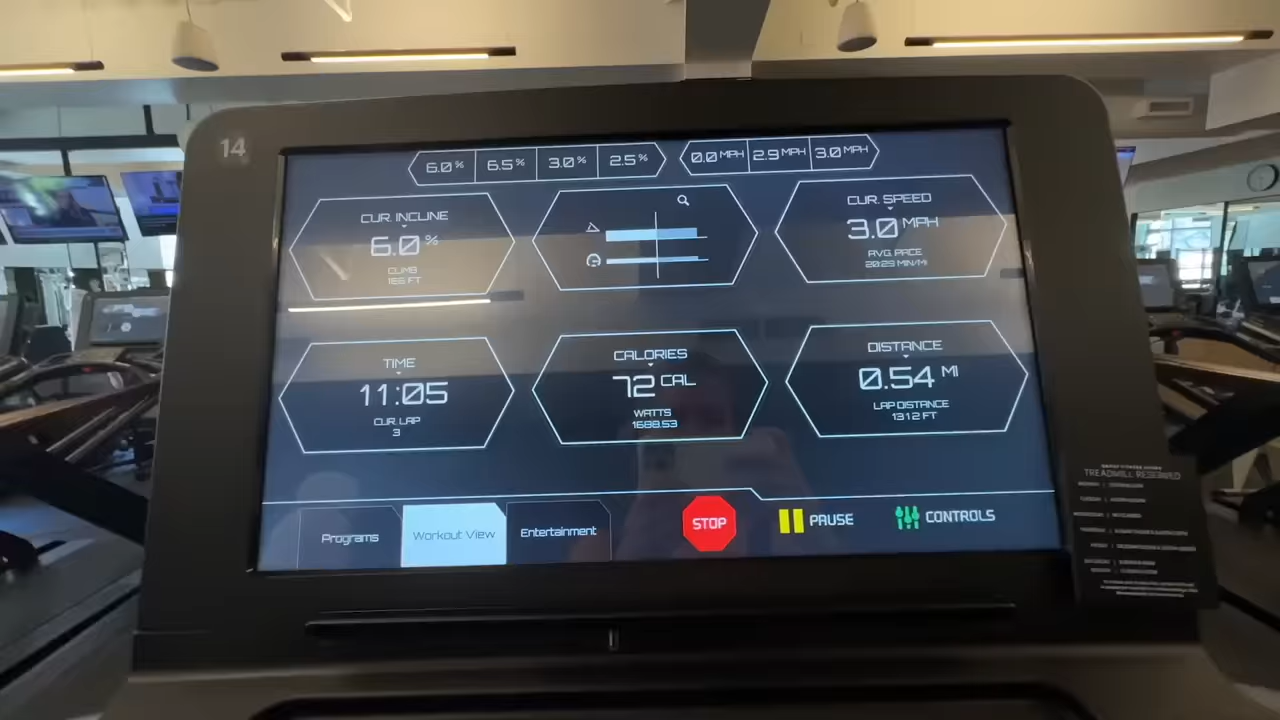 14
6.0 % 6.5 % 3.0 % 2.5 %
0.0 MPH 2.9 MPH 3.0 MPH
CUR. INCLINE
6.0 %
CLIMB
CUR. SPEED
3.0 MPH
AVG. PACE
20:29 MIN/MI
TIME
11:05
CUR. LAP
3
CALORIES
72 CAL
WATTS
1688.53
DISTANCE
0.54 MI
LAP DISTANCE
1312 FT
Programs
Workout View
Entertainment
STOP
PAUSE
CONTROLS
TREADMILL RESERVED